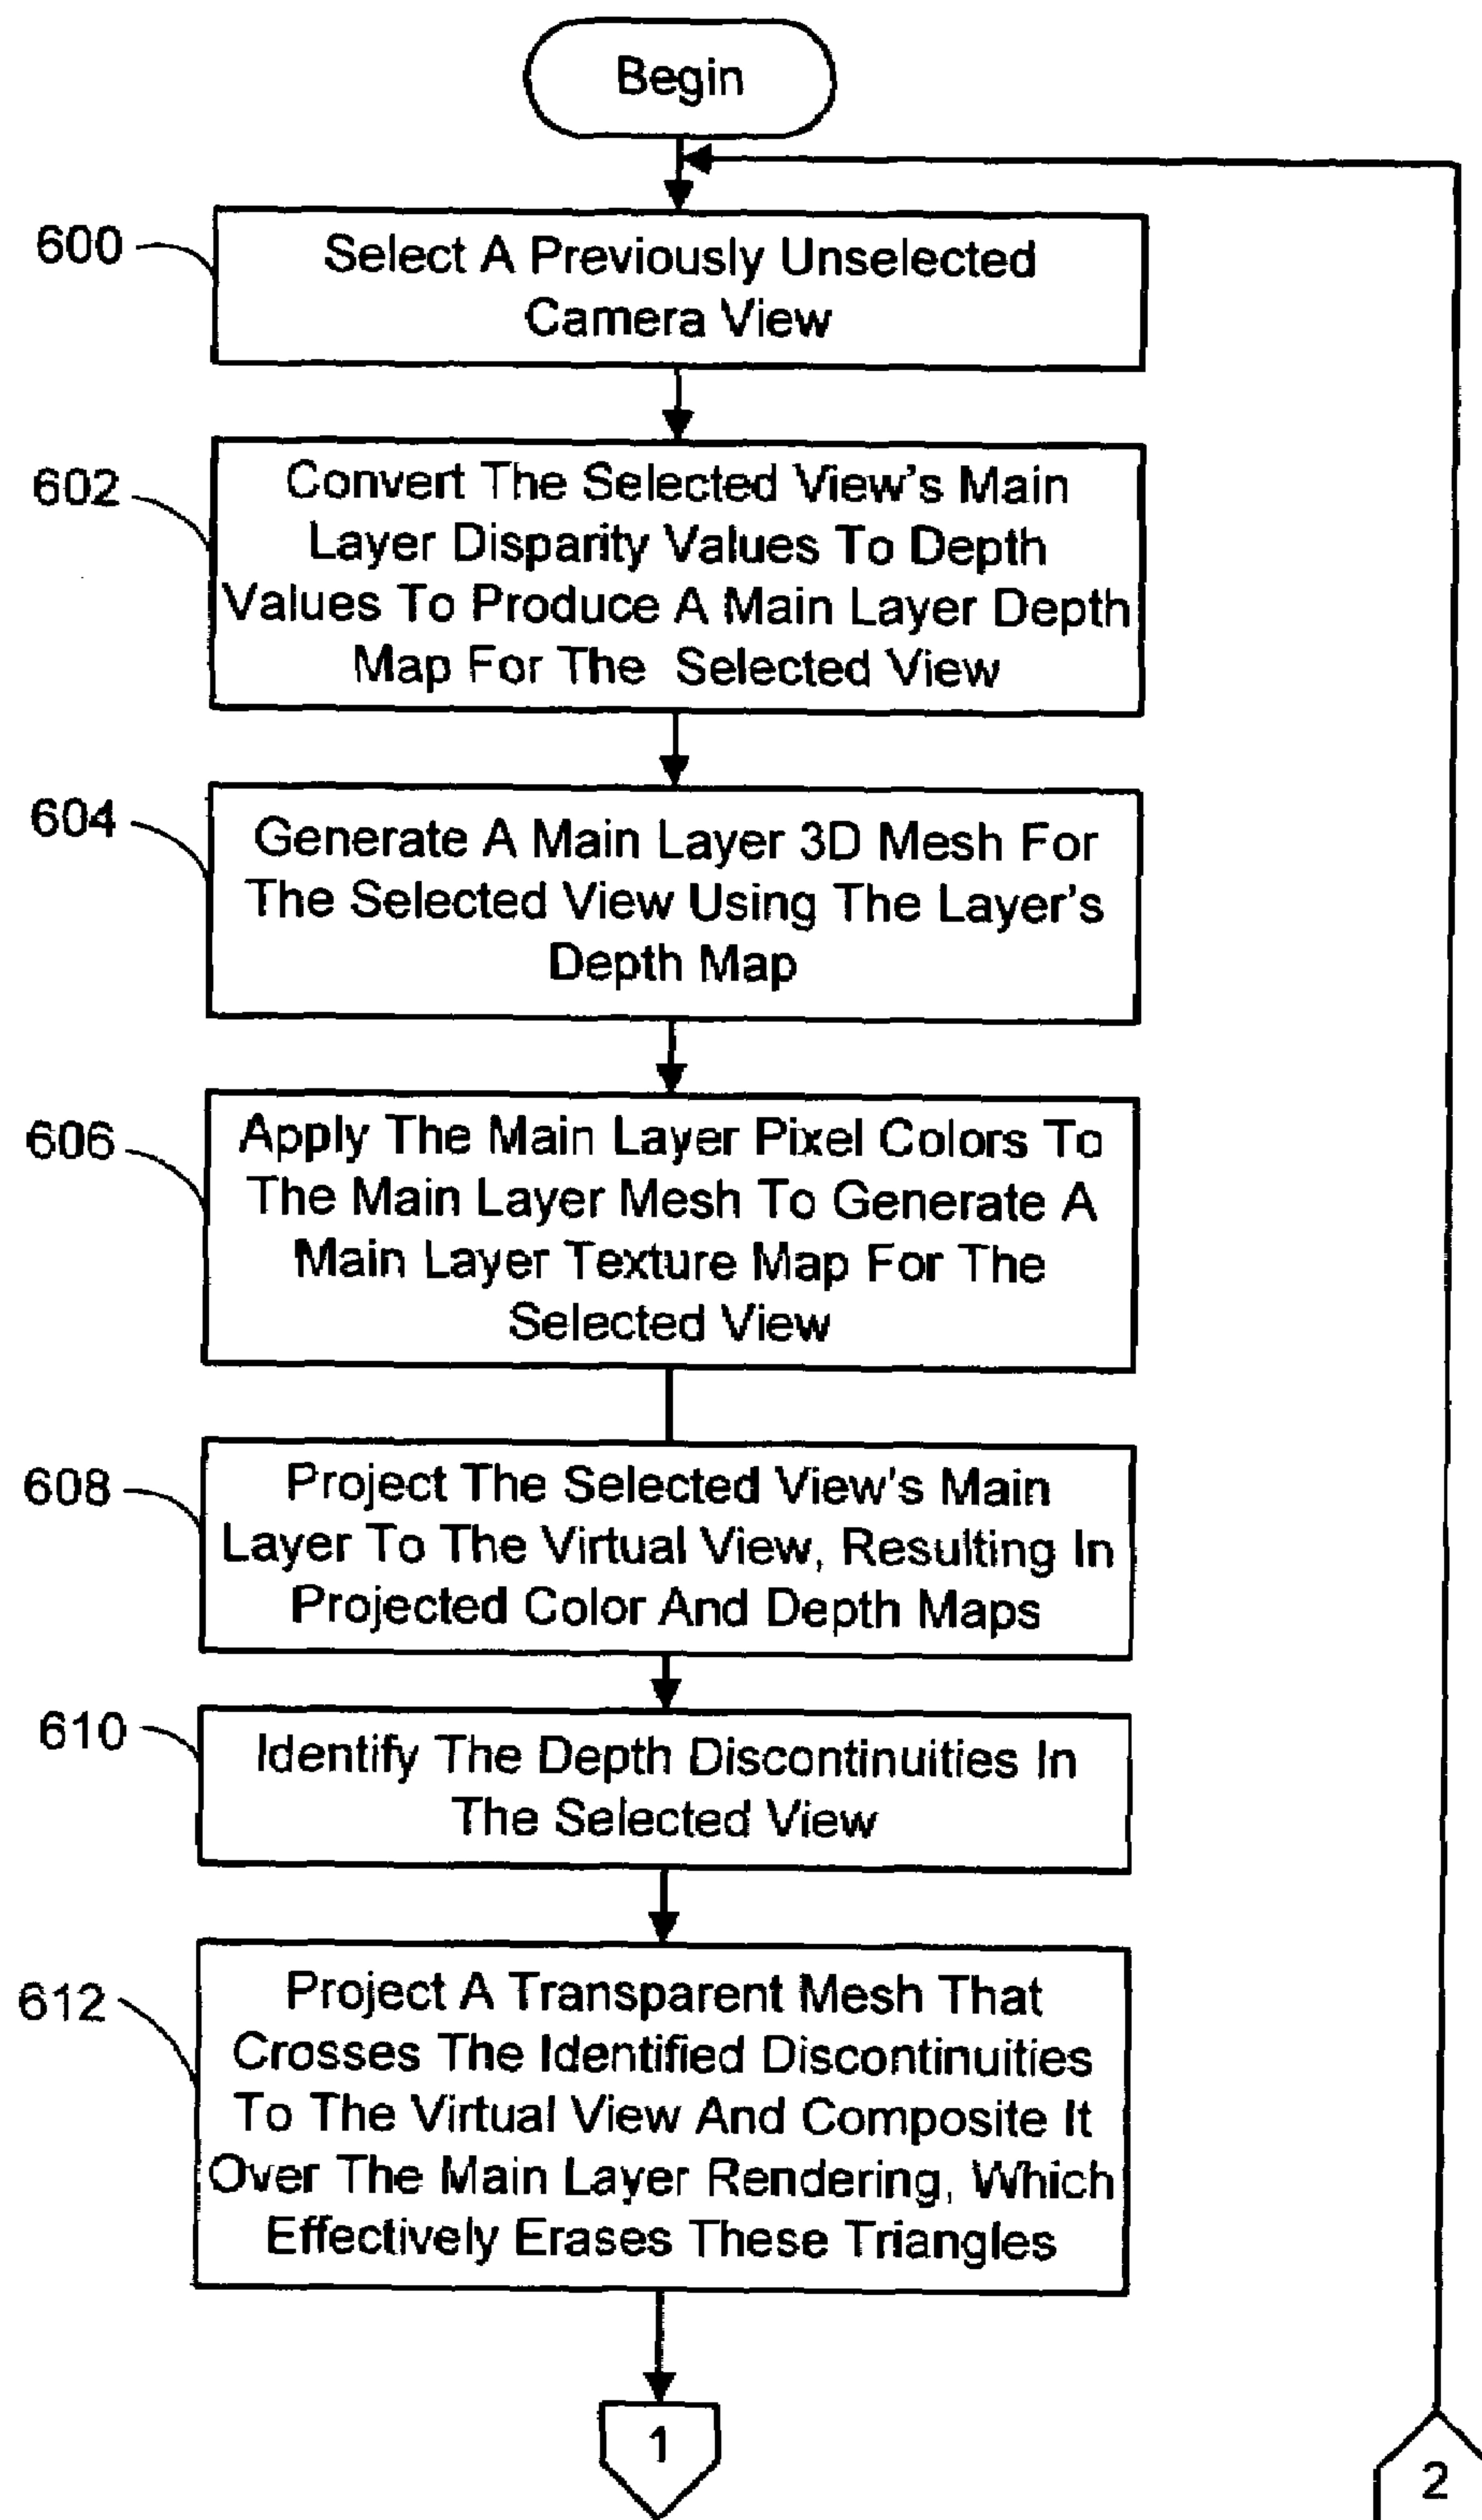 Begin
600
Select A Previously Unselected
Camera View
602
Convert The Selected View's Main
Layer Disparity Values To Depth
Values To Produce A Main Layer Depth
Map For The Selected View
604
Generate A Main Layer 3D Mesh For
The Selected View Using The Layer's
Depth Map
606
Apply The Main Layer Pixel Colors To
The Main Layer Mesh To Generate A
Main Layer Texture Map For The
Selected View
608
Project The Selected View's Main
Layer To The Virtual View, Resulting In
Projected Color And Depth Maps
610
Identify The Depth Discontinuities In
The Selected View
612
Project A Transparent Mesh That
Crosses The Identified Discontinuities
To The Virtual View And Composite It
Over The Main Layer Rendering, Which
Effectively Erases These Triangles
1
2